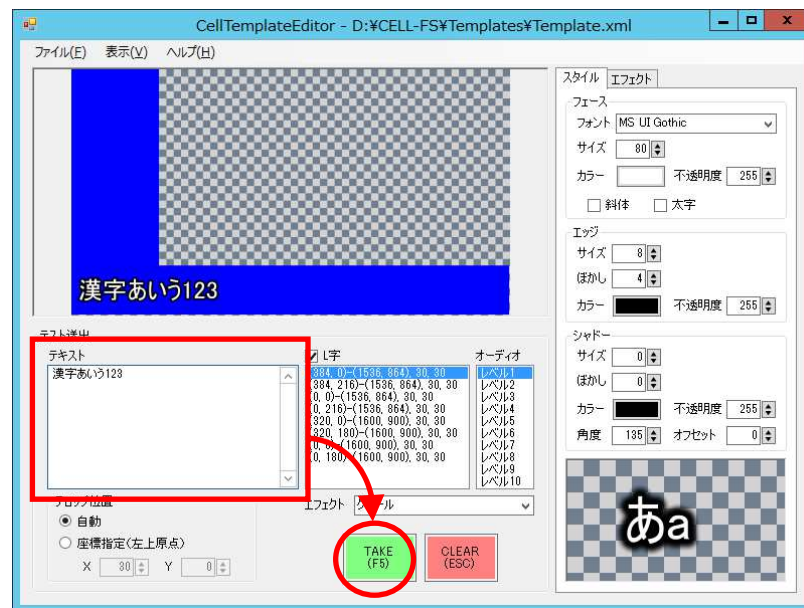 CellTemplateEditor - D:¥CELL-FS¥Templates¥Template.xml
ファイル(F) 表示(V) ヘルプ(H)
漢字あいう123
スタイル エフェクト
フェース
フォント MS UI Gothic
サイズ 80
カラー 不透明度 255
斜体 太字
エッジ
サイズ 8
ぼかし 4
カラー 不透明度 255
シャドー
サイズ 0
ぼかし 0
カラー 不透明度 255
角度 135 オフセット 0
あa
テスト送出
テキスト
漢字あいう123
L字
(384, 0)-(1536, 864), 30, 30
(384, 216)-(1536, 864), 30, 30
(0, 0)-(1536, 864), 30, 30
(0, 216)-(1536, 864), 30, 30
(320, 0)-(1600, 900), 30, 30
(320, 180)-(1600, 900), 30, 30
(0, 0)-(1600, 900), 30, 30
(0, 180)-(1600, 900), 30, 30
オーディオ
レベル1
レベル2
レベル3
レベル4
レベル5
レベル6
レベル7
レベル8
レベル9
レベル10
位置
自動
座標指定(左上原点)
X 30 Y 0
エフェクト
TAKE
(F5)
CLEAR
(ESC)